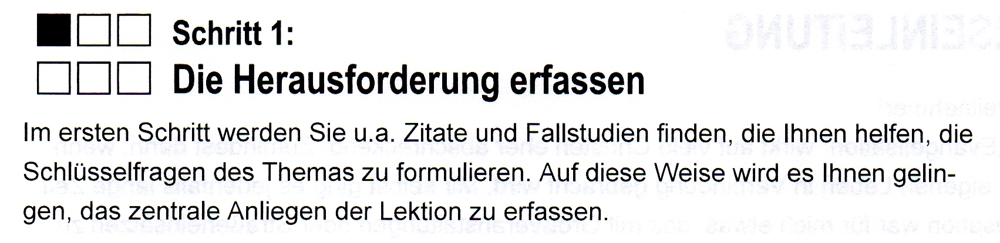 Schritt 1:
Die Herausforderung erfassen
Im ersten Schritt werden Sie u.a. Zitate und Fallstudien finden, die Ihnen helfen, die
Schlüsselfragen des Themas zu formulieren. Auf diese Weise wird es Ihnen gelin-
gen, das zentrale Anliegen der Lektion zu erfassen.